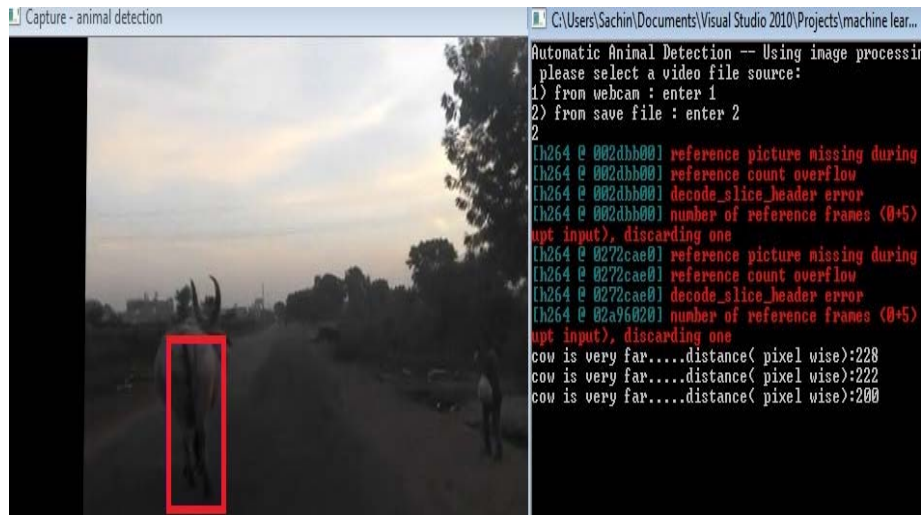 Capture - animal detection
C:\Users\Sachin\Documents\Visual Studio 2010\Projects\machine lear...
Automatic Animal Detection -- Using image processin
please select a video file source:
1) from webcam : enter 1
2) from save file : enter 2
2
[h264 @ 002dbb00] reference picture missing during
[h264 @ 002dbb00] reference count overflow
[h264 @ 002dbb00] decode_slice_header error
[h264 @ 002dbb00] number of reference frames (0+5)
upt input), discarding one
[h264 @ 0272cae0] reference picture missing during
[h264 @ 0272cae0] reference count overflow
[h264 @ 0272cae0] decode_slice_header error
[h264 @ 02a96020] number of reference frames (0+5)
upt input), discarding one
cow is very far.....distance( pixel wise):228
cow is very far.....distance( pixel wise):222
cow is very far.....distance( pixel wise):200